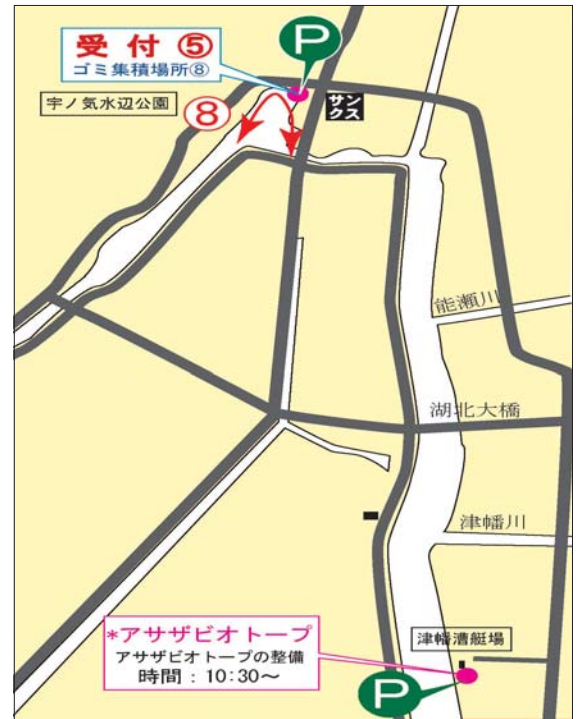 受付⑤
ゴミ集積場所⑧
P
宇ノ気水辺公園
⑧
サン
クス
能瀬川
湖北大橋
津幡川
*アサザビオトープ
アサザビオトープの整備
時間：10:30〜
津幡漕艇場
P